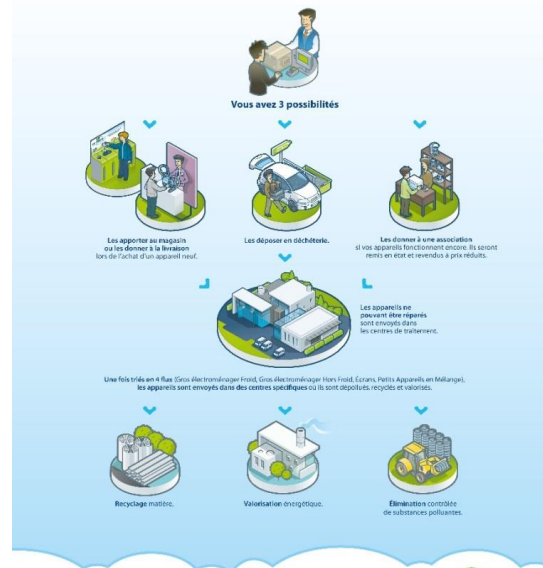 Vous avez 3 possibilités
Les apporter au magasin
ou les donner à la livraison
lors de l'achat d'un appareil neuf.
Les déposer en déchèterie.
Les donner à une association
si vos appareils fonctionnent encore. Ils seront
remis en état et revendus à prix réduits.
Les appareils ne
pouvant être réparés
sont envoyés dans
les centres de traitement.
Une fois triés en 4 flux (Gros électroménager Froid, Gros électroménager Hors Froid, Écrans, Petits Appareils en Mélange),
les appareils sont envoyés dans des centres spécifiques où ils sont dépollués, recyclés et valorisés.
Recyclage matière.
Valorisation énergétique.
Élimination contrôlée
de substances polluantes.